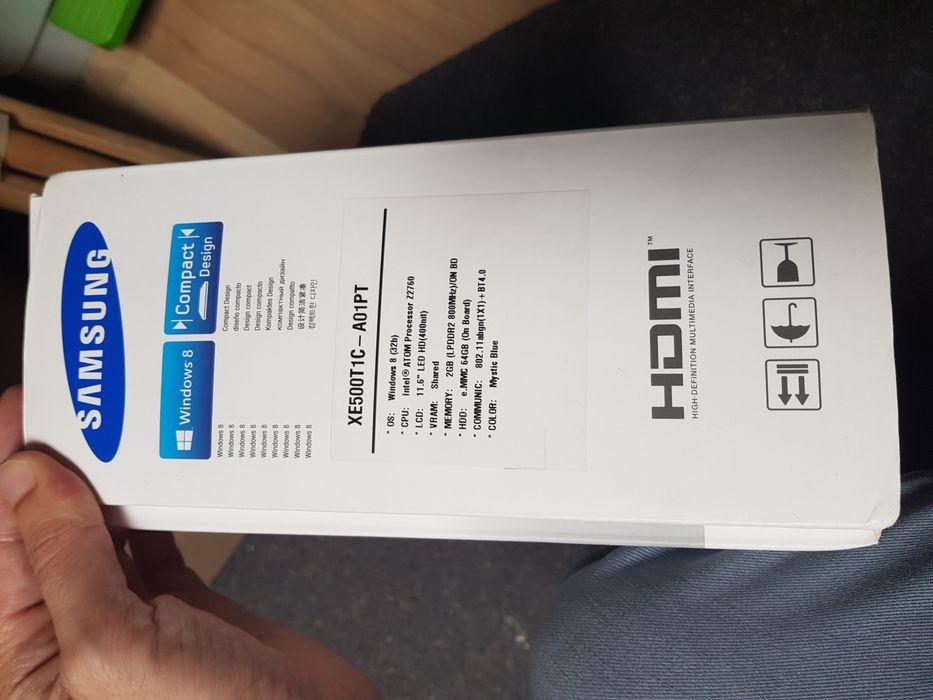 SAMSUNG
Windows 8
Compact
Design
Windows 8
Windows 8
Windows 8
Windows 8
Windows 8
Windows 8
Windows 8
Windows 8
Windows 8
Compact Design
diseño compacto
Design compact
Design compacto
Kompaktes Design
компактный дизайн
Design compatto
设计简洁紧凑
컴팩트한 디자인
XE500T1C – A01PT
* OS: Windows 8 (32b)
* CPU: Intel® ATOM Processor Z2760
* LCD: 11.6" LED HD(400nit)
* VRAM: Shared
* MEMORY: 2GB (LPDDR2 800MHz)/ON BD
* HDD: e.MMC 64GB (On Board)
* COMMUNIC: 802.11abgn(1X1)+BT4.0
* COLOR: Mystic Blue
HDMI™
HIGH-DEFINITION MULTIMEDIA INTERFACE